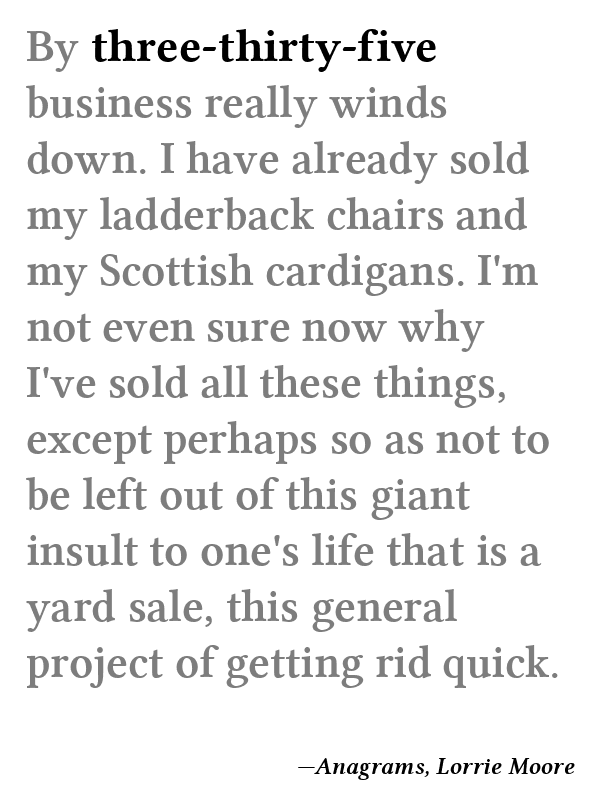 By three-thirty-five
business really winds
down. I have already sold
my ladderback chairs and
my Scottish cardigans. I'm
not even sure now why
I've sold all these things,
except perhaps so as not to
be left out of this giant
insult to one's life that is a
yard sale, this general
project of getting rid quick.
—Anagrams, Lorrie Moore